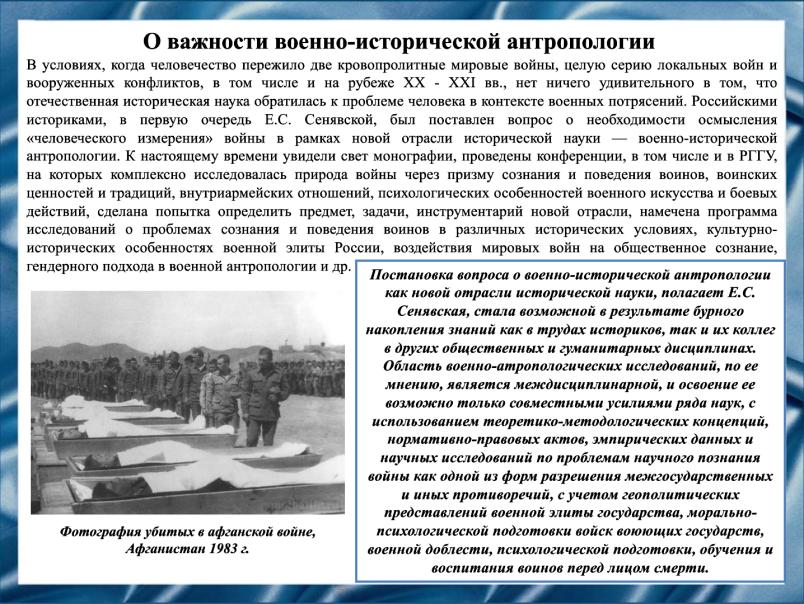 О важности военно-исторической антропологии
В условиях, когда человечество пережило две кровопролитные мировые войны, целую серию локальных войн и
вооруженных конфликтов, в том числе и на рубеже XX - XXI вв., нет ничего удивительного в том, что
отечественная историческая наука обратилась к проблеме человека в контексте военных потрясений. Российскими
историками, в первую очередь Е.С. Сенявской, был поставлен вопрос о необходимости осмысления
«человеческого измерения» войны в рамках новой отрасли исторической науки — военно-исторической
антропологии. К настоящему времени увидели свет монографии, проведены конференции, в том числе и в РГГУ,
на которых комплексно исследовалась природа войны через призму сознания и поведения воинов, воинских
ценностей и традиций, внутриармейских отношений, психологических особенностей военного искусства и боевых
действий, сделана попытка определить предмет, задачи, инструментарий новой отрасли, намечена программа
исследований о проблемах сознания и поведения воинов в различных исторических условиях, культурно-
исторических особенностях военной элиты России, воздействия мировых войн на общественное сознание,
гендерного подхода в военной антропологии и др.
Постановка вопроса о военно-исторической антропологии
как новой отрасли исторической науки, полагает Е.С.
Сенявская, стала возможной в результате бурного
накопления знаний как в трудах историков, так и их коллег
в других общественных и гуманитарных дисциплинах.
Область военно-атропологических исследований, по ее
мнению, является междисциплинарной, и освоение ее
возможно только совместными усилиями ряда наук, с
использованием теоретико-методологических концепций,
нормативно-правовых актов, эмпирических данных и
научных исследований по проблемам научного познания
войны как одной из форм разрешения межгосударственных
и иных противоречий, с учетом геополитических
представлений военной элиты государства, морально-
психологической подготовки войск воюющих государств,
военной доблести, психологической подготовки, обучения и
воспитания воинов перед лицом смерти.
Фотография убитых в афганской войне,
Афганистан 1983 г.